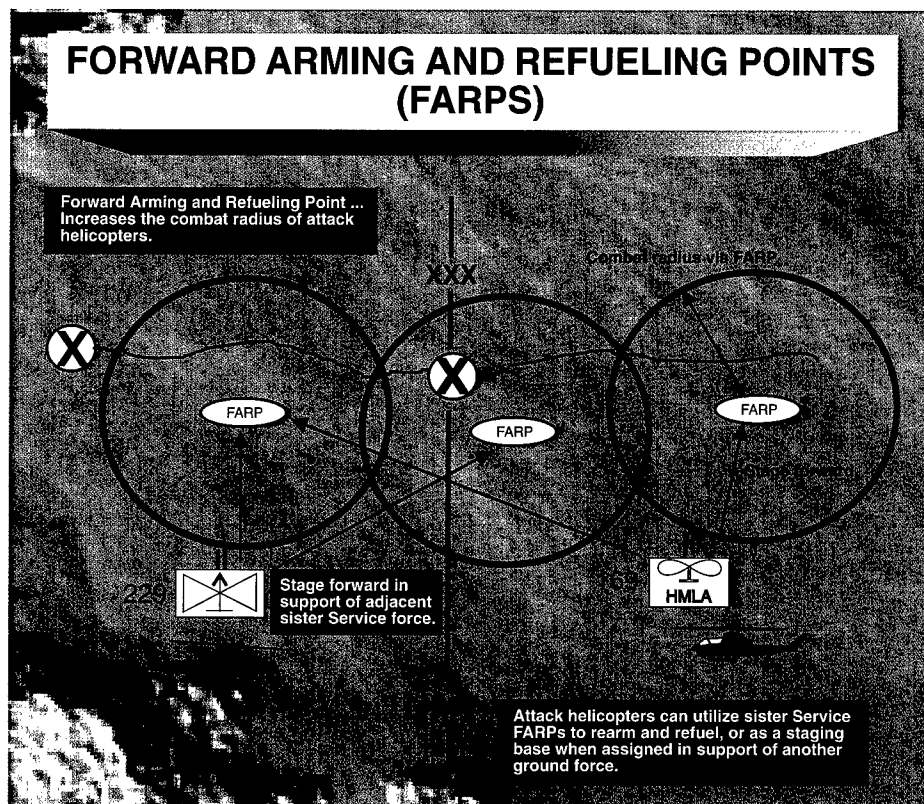 FORWARD ARMING AND REFUELING POINTS
(FARPS)
Forward Arming and Refueling Point ...
Increases the combat radius of attack
helicopters.
XXX
Combat radius via FARP
X
X
FARP
FARP
FARP
229
Stage forward in
support of adjacent
sister Service force.
HMLA
Attack helicopters can utilize sister Service
FARPs to rearm and refuel, or as a staging
base when assigned in support of another
ground force.